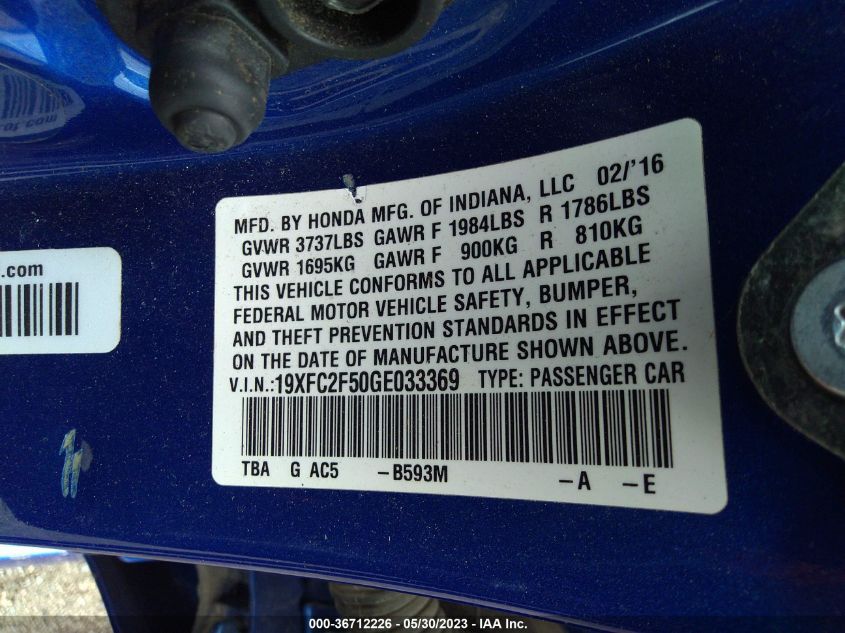 MFD. BY HONDA MFG. OF INDIANA, LLC 02/'16
GVWR 3737LBS GAWR F 1984LBS R 1786LBS
GVWR 1695KG GAWR F 900KG R 810KG
THIS VEHICLE CONFORMS TO ALL APPLICABLE
FEDERAL MOTOR VEHICLE SAFETY, BUMPER,
AND THEFT PREVENTION STANDARDS IN EFFECT
ON THE DATE OF MANUFACTURE SHOWN ABOVE.
V.I.N.:19XFC2F50GE033369 TYPE: PASSENGER CAR
TBA G AC5 –B593M –A –E
.com
000-36712226 - 05/30/2023 - IAA Inc.